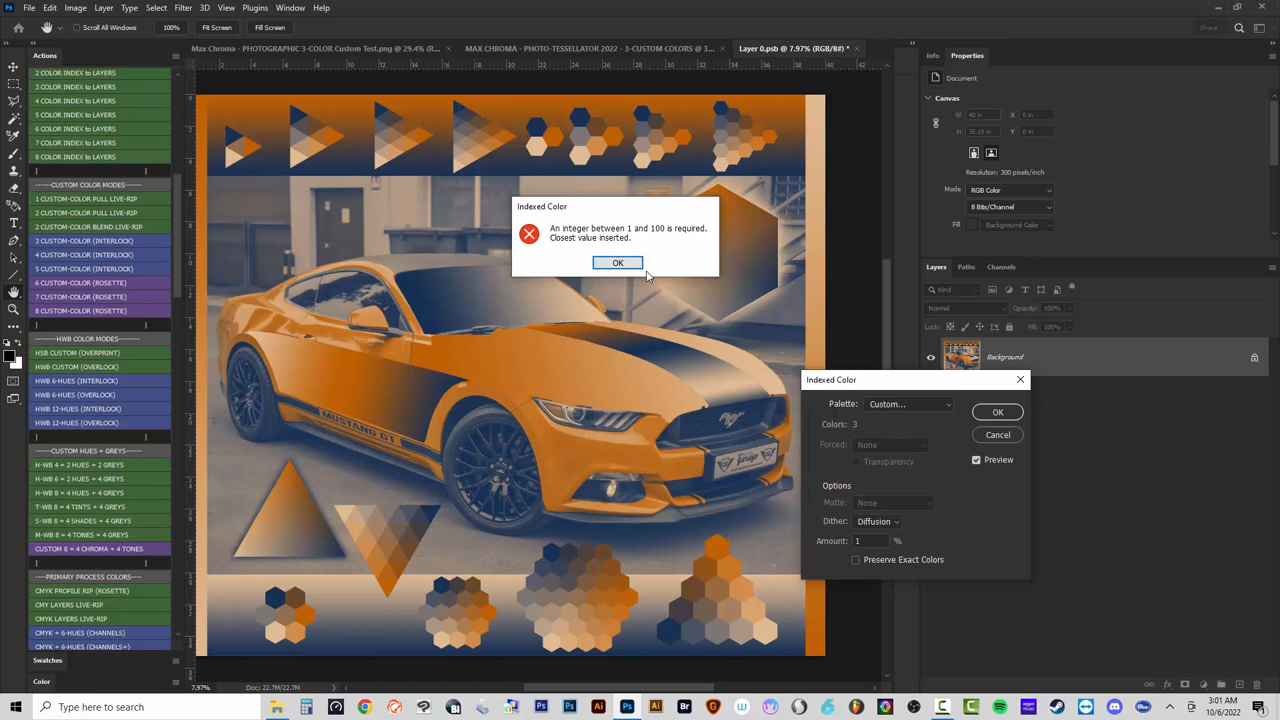 File Edit Image Layer Type Select Filter 3D View Plugins Window Help
Scroll All Windows 100% Fit Screen Fill Screen Share
Actions
Max Chroma - PHOTOGRAPHIC 3-COLOR Custom Test.png @ 29.4% (R...
MAX CHROMA - PHOTO-TESSELLATOR 2022 - 3-CUSTOM COLORS @ 3...
Layer 0.psb @ 7.97% (RGB/8#) *
2 COLOR INDEX to LAYERS
3 COLOR INDEX to LAYERS
4 COLOR INDEX to LAYERS
5 COLOR INDEX to LAYERS
6 COLOR INDEX to LAYERS
7 COLOR INDEX to LAYERS
8 COLOR INDEX to LAYERS
------CUSTOM COLOR MODES------
1 CUSTOM-COLOR PULL LIVE-RIP
2 CUSTOM-COLOR PULL LIVE-RIP
2 CUSTOM-COLOR BLEND LIVE-RIP
3 CUSTOM-COLOR (INTERLOCK)
4 CUSTOM-COLOR (INTERLOCK)
5 CUSTOM-COLOR (INTERLOCK)
6 CUSTOM-COLOR (ROSETTE)
7 CUSTOM-COLOR (ROSETTE)
8 CUSTOM-COLOR (ROSETTE)
------HWB COLOR MODES------
HSB CUSTOM (OVERPRINT)
HWB CUSTOM (OVERLAY)
HWB 6-HUES (INTERLOCK)
HWB 6-HUES (OVERLAY)
HWB 12-HUES (INTERLOCK)
HWB 12-HUES (OVERLAY)
------CUSTOM HUES + GREYS------
H-WB 4 = 2 HUES + 2 GREYS
H-WB 6 = 2 HUES + 4 GREYS
H-WB 8 = 4 HUES + 4 GREYS
T-WB 8 = 4 TINTS + 4 GREYS
S-WB 8 = 4 SHADES + 4 GREYS
M-WB 8 = 4 TONES + 4 GREYS
CUSTOM 8 = 4 CHROMA + 4 TONES
----PRIMARY PROCESS COLORS----
CMYK PROFILE RIP (ROSETTE)
CMY LAYERS LIVE-RIP
CMYK LAYERS LIVE-RIP
CMYK + 6-HUES (CHANNELS)
Swatches
Color
Indexed Color
An integer between 1 and 100 is required.
Closest value inserted.
OK
MUSTANG GT
Garage
Indexed Color
Palette: Custom...
OK
Colors: 3
Cancel
Forced: None
Transparency
Preview
Options
Matte: None
Dither: Diffusion
Amount: 1 %
Preserve Exact Colors
Info Properties
Document
Canvas
W: 40 in X: 0 in
H: 35.19 in Y: 0 in
Resolution: 300 pixels/inch
Mode RGB Color
8 Bits/Channel
Fill Background Color
Layers Paths Channels
Kind
Normal Opacity: 100%
Lock: Fill: 100%
Background
7.97% Doc: 22.7M/22.7M
Type here to search
3:01 AM
10/6/2022